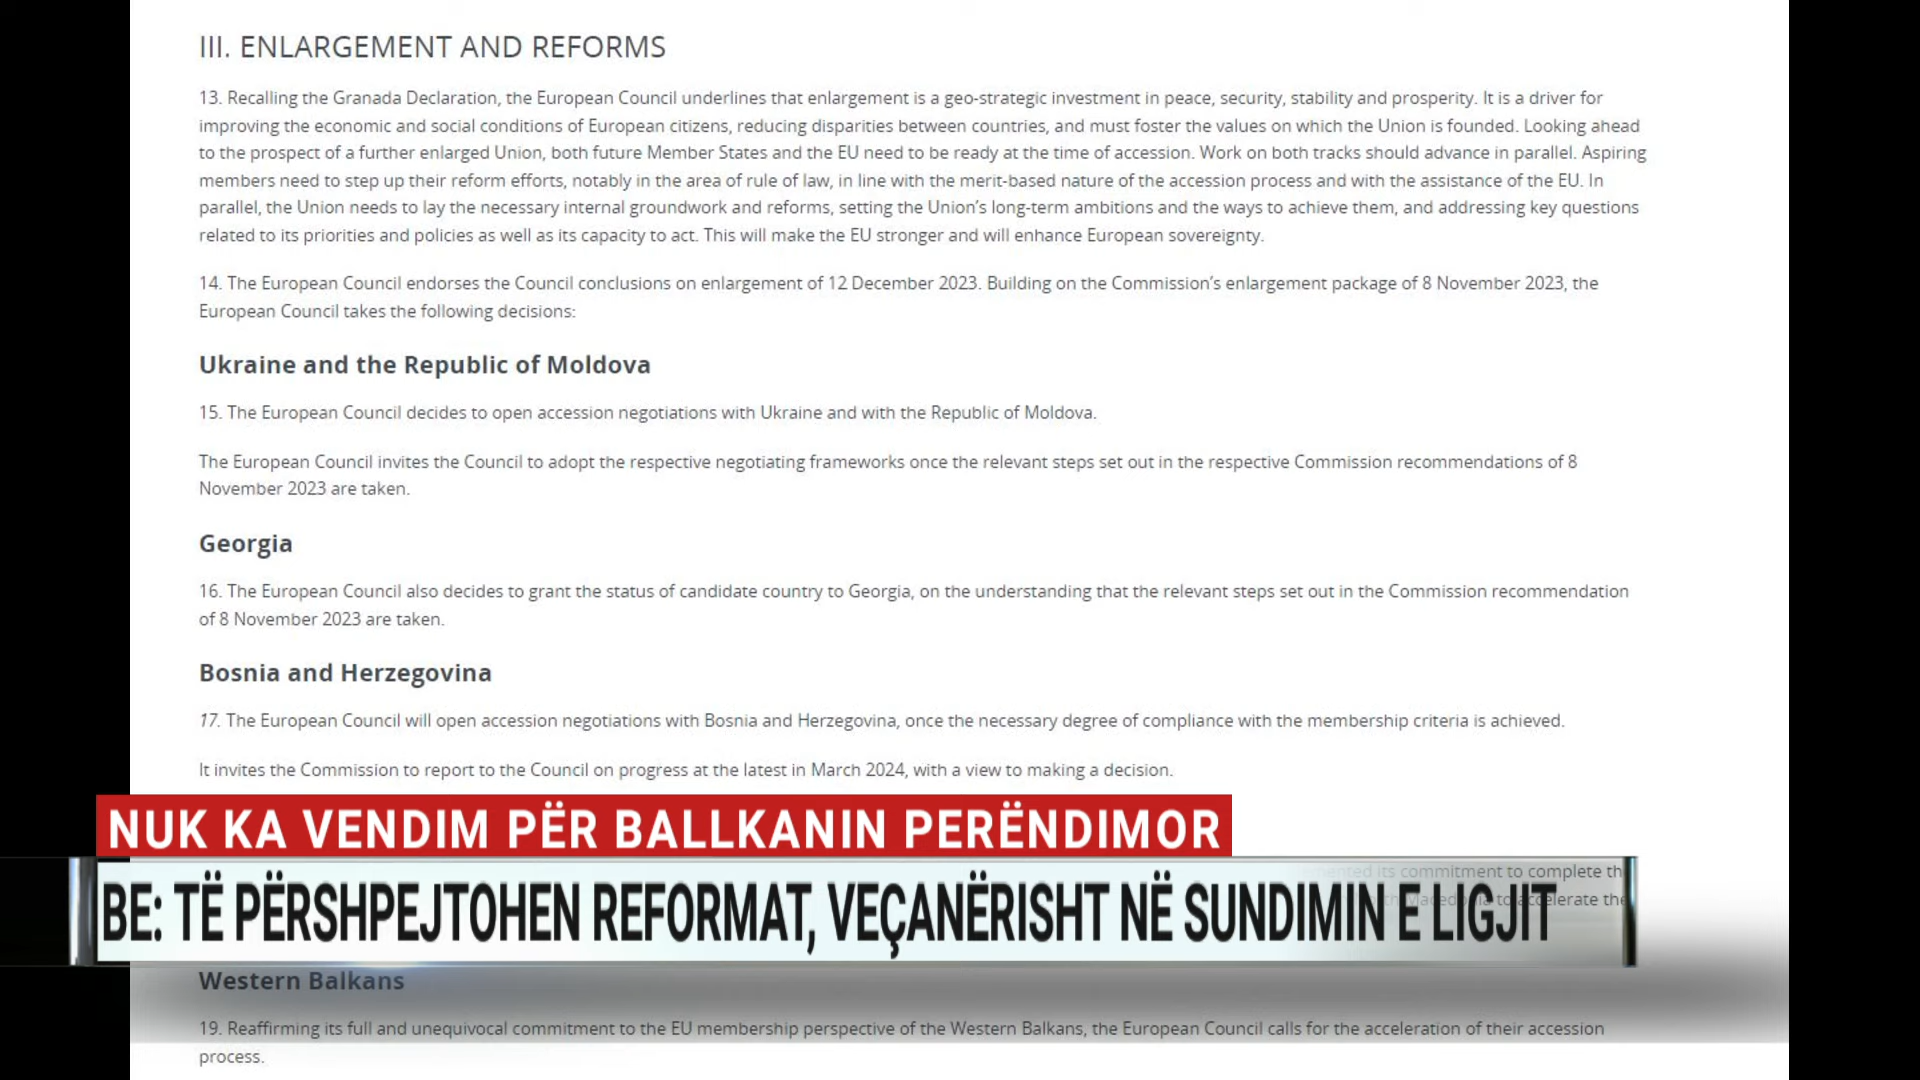 III. ENLARGEMENT AND REFORMS
13. Recalling the Granada Declaration, the European Council underlines that enlargement is a geo-strategic investment in peace, security, stability and prosperity. It is a driver for
improving the economic and social conditions of European citizens, reducing disparities between countries, and must foster the values on which the Union is founded. Looking ahead
to the prospect of a further enlarged Union, both future Member States and the EU need to be ready at the time of accession. Work on both tracks should advance in parallel. Aspiring
members need to step up their reform efforts, notably in the area of rule of law, in line with the merit-based nature of the accession process and with the assistance of the EU. In
parallel, the Union needs to lay the necessary internal groundwork and reforms, setting the Union's long-term ambitions and the ways to achieve them, and addressing key questions
related to its priorities and policies as well as its capacity to act. This will make the EU stronger and will enhance European sovereignty.
14. The European Council endorses the Council conclusions on enlargement of 12 December 2023. Building on the Commission's enlargement package of 8 November 2023, the
European Council takes the following decisions:
Ukraine and the Republic of Moldova
15. The European Council decides to open accession negotiations with Ukraine and with the Republic of Moldova.
The European Council invites the Council to adopt the respective negotiating frameworks once the relevant steps set out in the respective Commission recommendations of 8
November 2023 are taken.
Georgia
16. The European Council also decides to grant the status of candidate country to Georgia, on the understanding that the relevant steps set out in the Commission recommendation
of 8 November 2023 are taken.
Bosnia and Herzegovina
17. The European Council will open accession negotiations with Bosnia and Herzegovina, once the necessary degree of compliance with the membership criteria is achieved.
It invites the Commission to report to the Council on progress at the latest in March 2024, with a view to making a decision.
NUK KA VENDIM PËR BALLKANIN PERËNDIMOR
its commitment to complete
BE: TË PËRSHPEJTOHEN REFORMAT, VEÇANËRISHT NË SUNDIMIN E LIGJIT
Western Balkans
19. Reaffirming its full and unequivocal commitment to the EU membership perspective of the Western Balkans, the European Council calls for the acceleration of their accession
process.